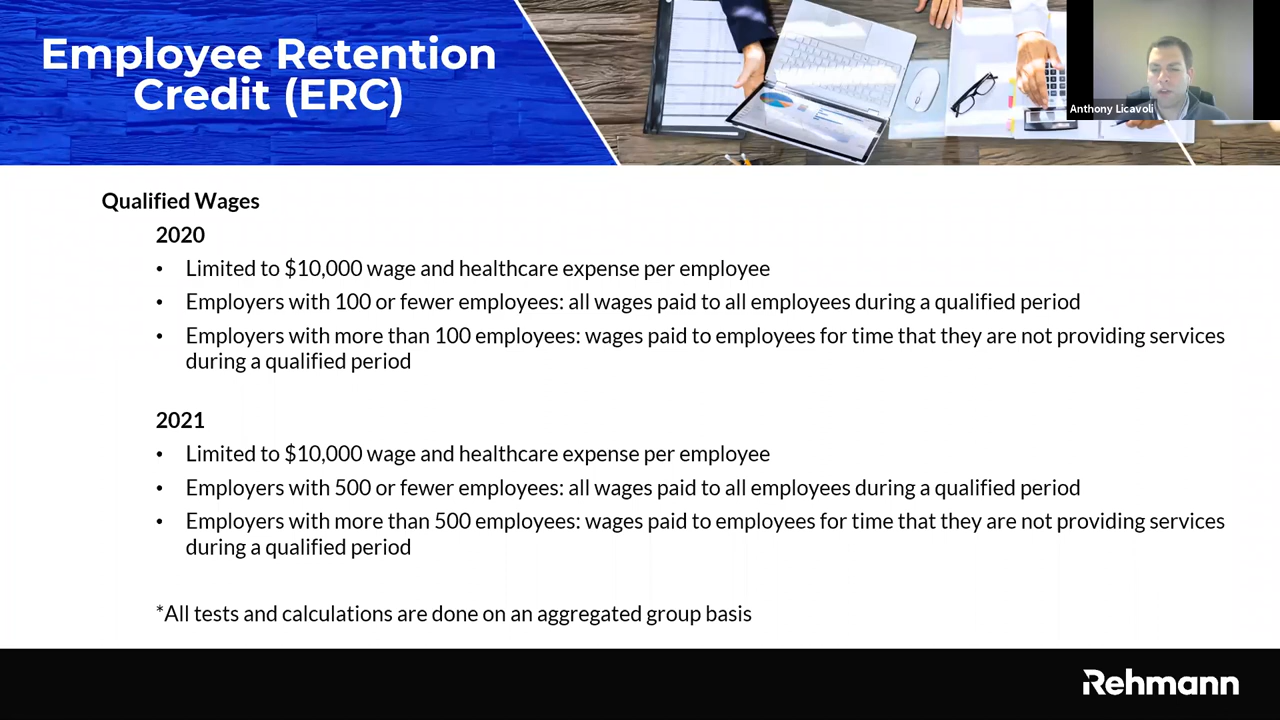 Employee Retention
Credit (ERC)
Anthony Licavoli
Qualified Wages
2020
• Limited to $10,000 wage and healthcare expense per employee
• Employers with 100 or fewer employees: all wages paid to all employees during a qualified period
• Employers with more than 100 employees: wages paid to employees for time that they are not providing services
during a qualified period
2021
• Limited to $10,000 wage and healthcare expense per employee
• Employers with 500 or fewer employees: all wages paid to all employees during a qualified period
• Employers with more than 500 employees: wages paid to employees for time that they are not providing services
during a qualified period
*All tests and calculations are done on an aggregated group basis
Rehmann